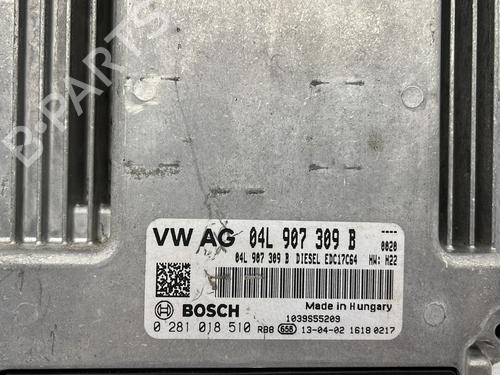 B-PARTS
VW AG 04L 907 309 B ----
0020
04L 907 309 B DIESEL EDC17C64 HW: H22
BOSCH
Made in Hungary
1039S55209
0 281 018 510 RB8 658 13-04-02 1618 0217